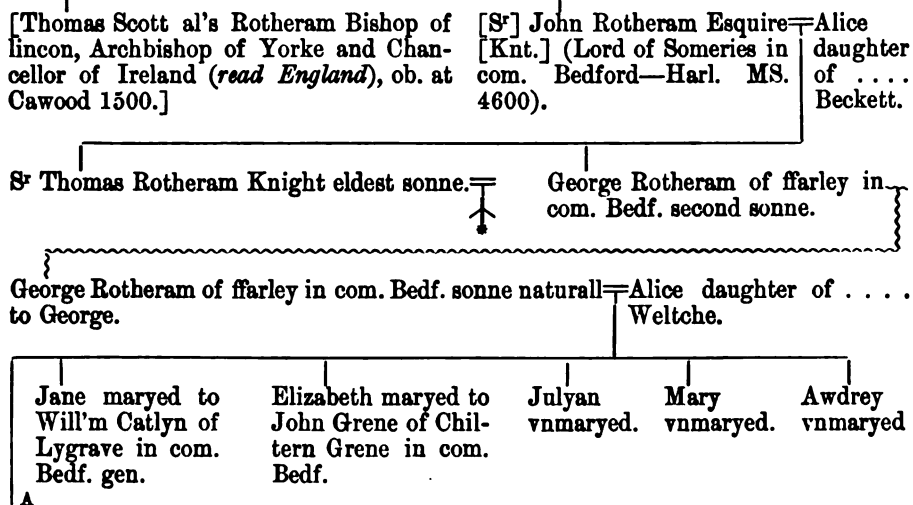 [Thomas Scott al's Rotheram Bishop of
lincon, Archbishop of Yorke and Chan-
cellor of Ireland (read England), ob. at
Cawood 1500.]
[Sr] John Rotheram Esquire
[Knt.] (Lord of Someries in
com. Bedford—Harl. MS.
4600).
Alice
daughter
of ....
Beckett.
Sr Thomas Rotheram Knight eldest sonne.
George Rotheram of ffarley in
com. Bedf. second sonne.
George Rotheram of ffarley in com. Bedf. sonne naturall
to George.
Alice daughter of ....
Weltche.
Jane maryed to
Will'm Catlyn of
Lygrave in com.
Bedf. gen.
Elizabeth maryed to
John Grene of Chil-
tern Grene in com.
Bedf.
Julyan
vnmaryed.
Mary
vnmaryed.
Awdrey
vnmaryed
A